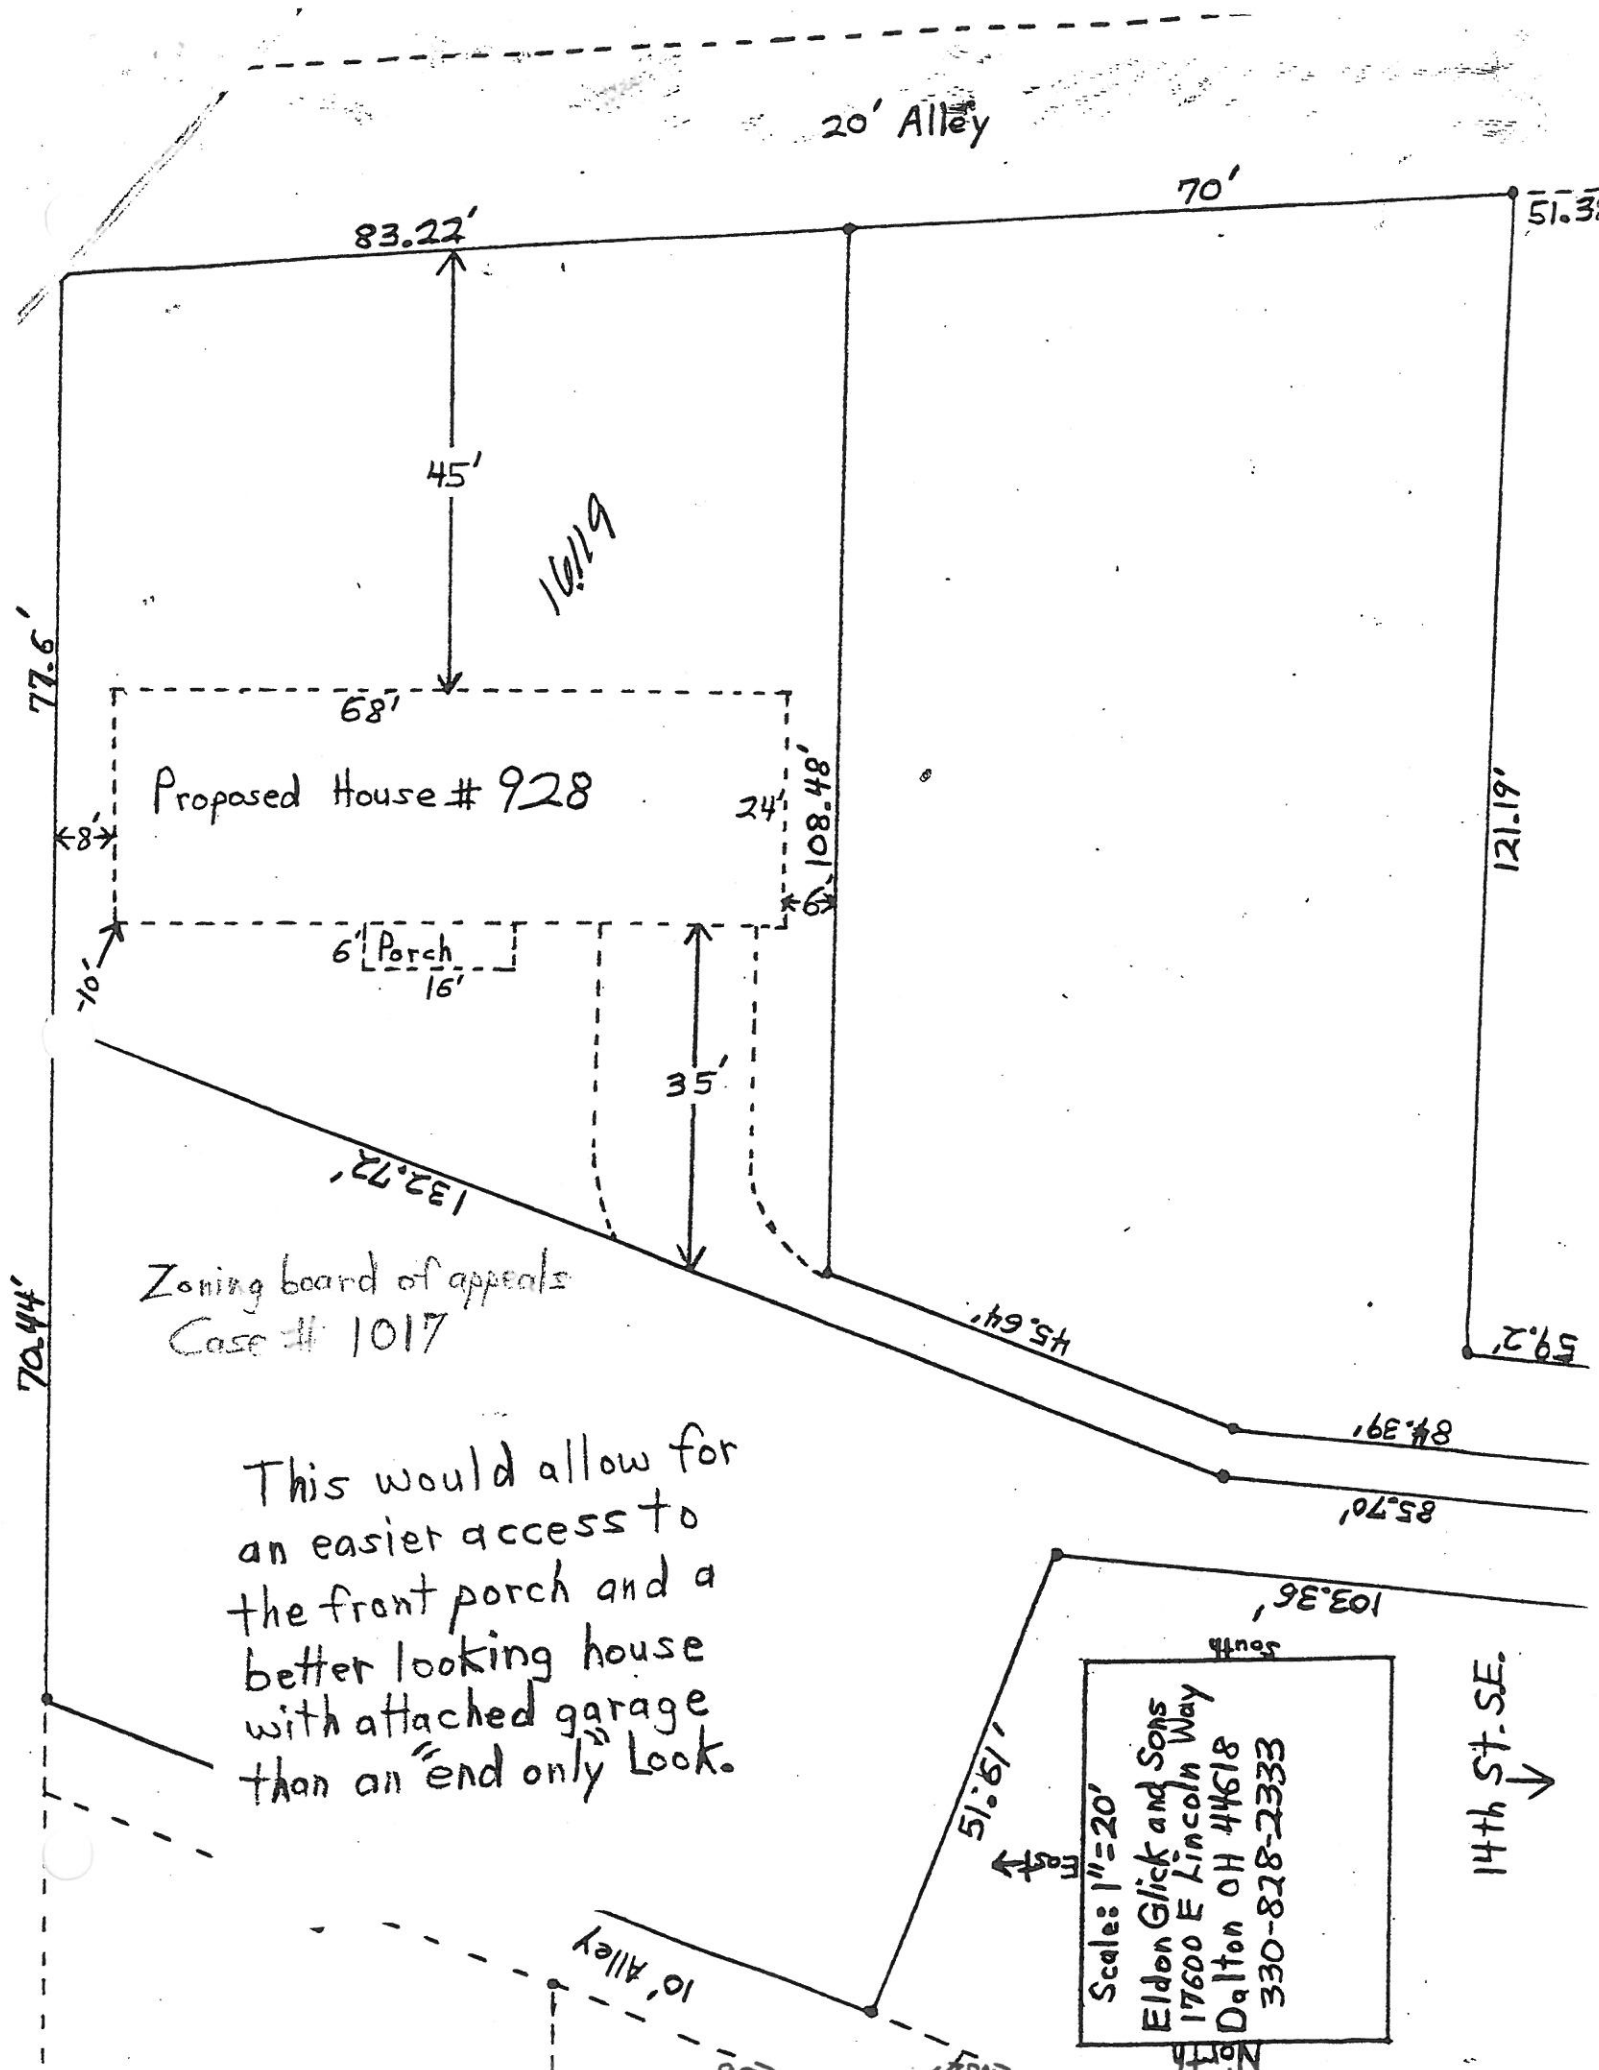 20' Alley
70'
51.3
83.22'
45'
16119
77.6'
68'
Proposed House # 928
24'
108.48'
8'
6'
121.19'
10'
6'
Porch
16'
35'
132.72'
Zoning board of appeals
Case # 1017
70.44'
45.64'
59.2'
84.39'
85.70'
This would allow for
an easier access to
the front porch and a
better looking house
with attached garage
than an "end only" Look.
103.36'
South
51.61'
East
Scale: 1"=20'
Eldon Glick and Sons
17600 E Lincoln Way
Dalton OH 44618
330-828-2333
North
14th St. SE.
10' Alley